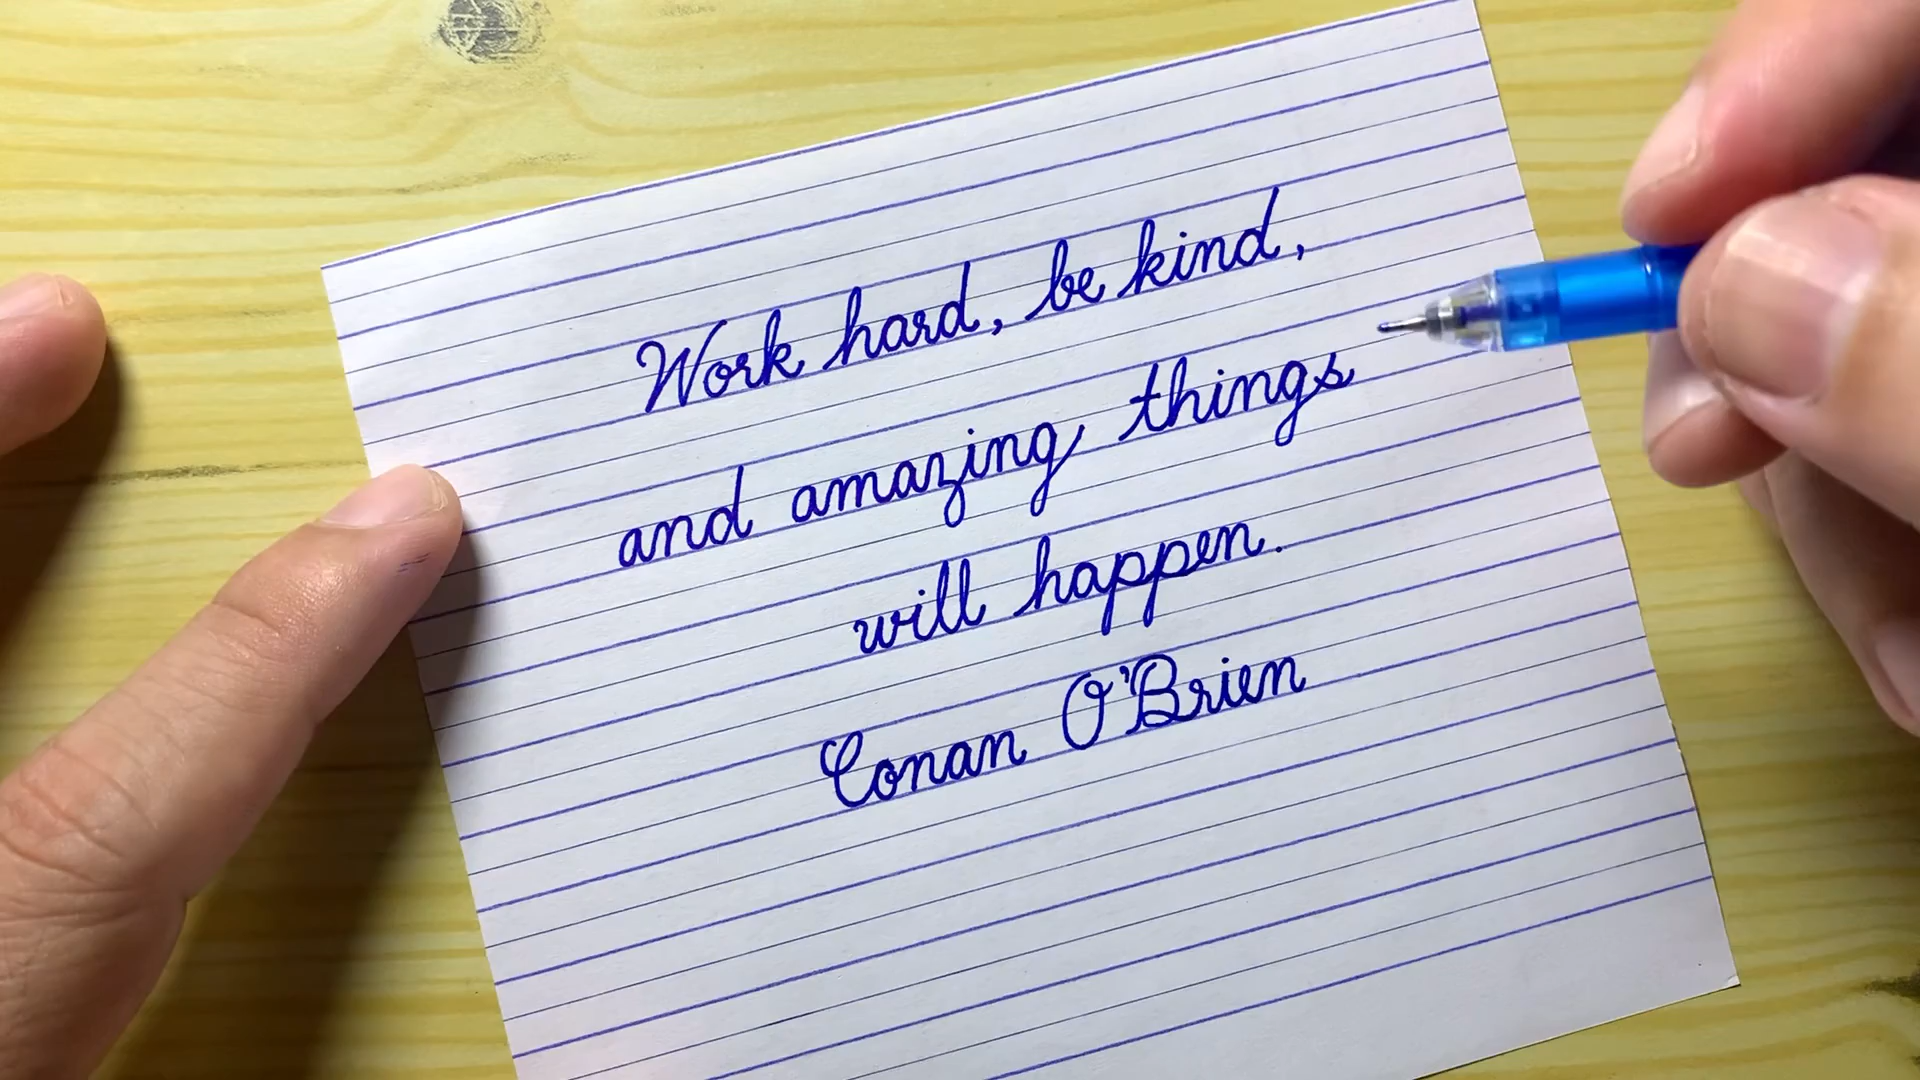 Work hard, be kind,
and amazing things
will happen.
Conan O'Brien